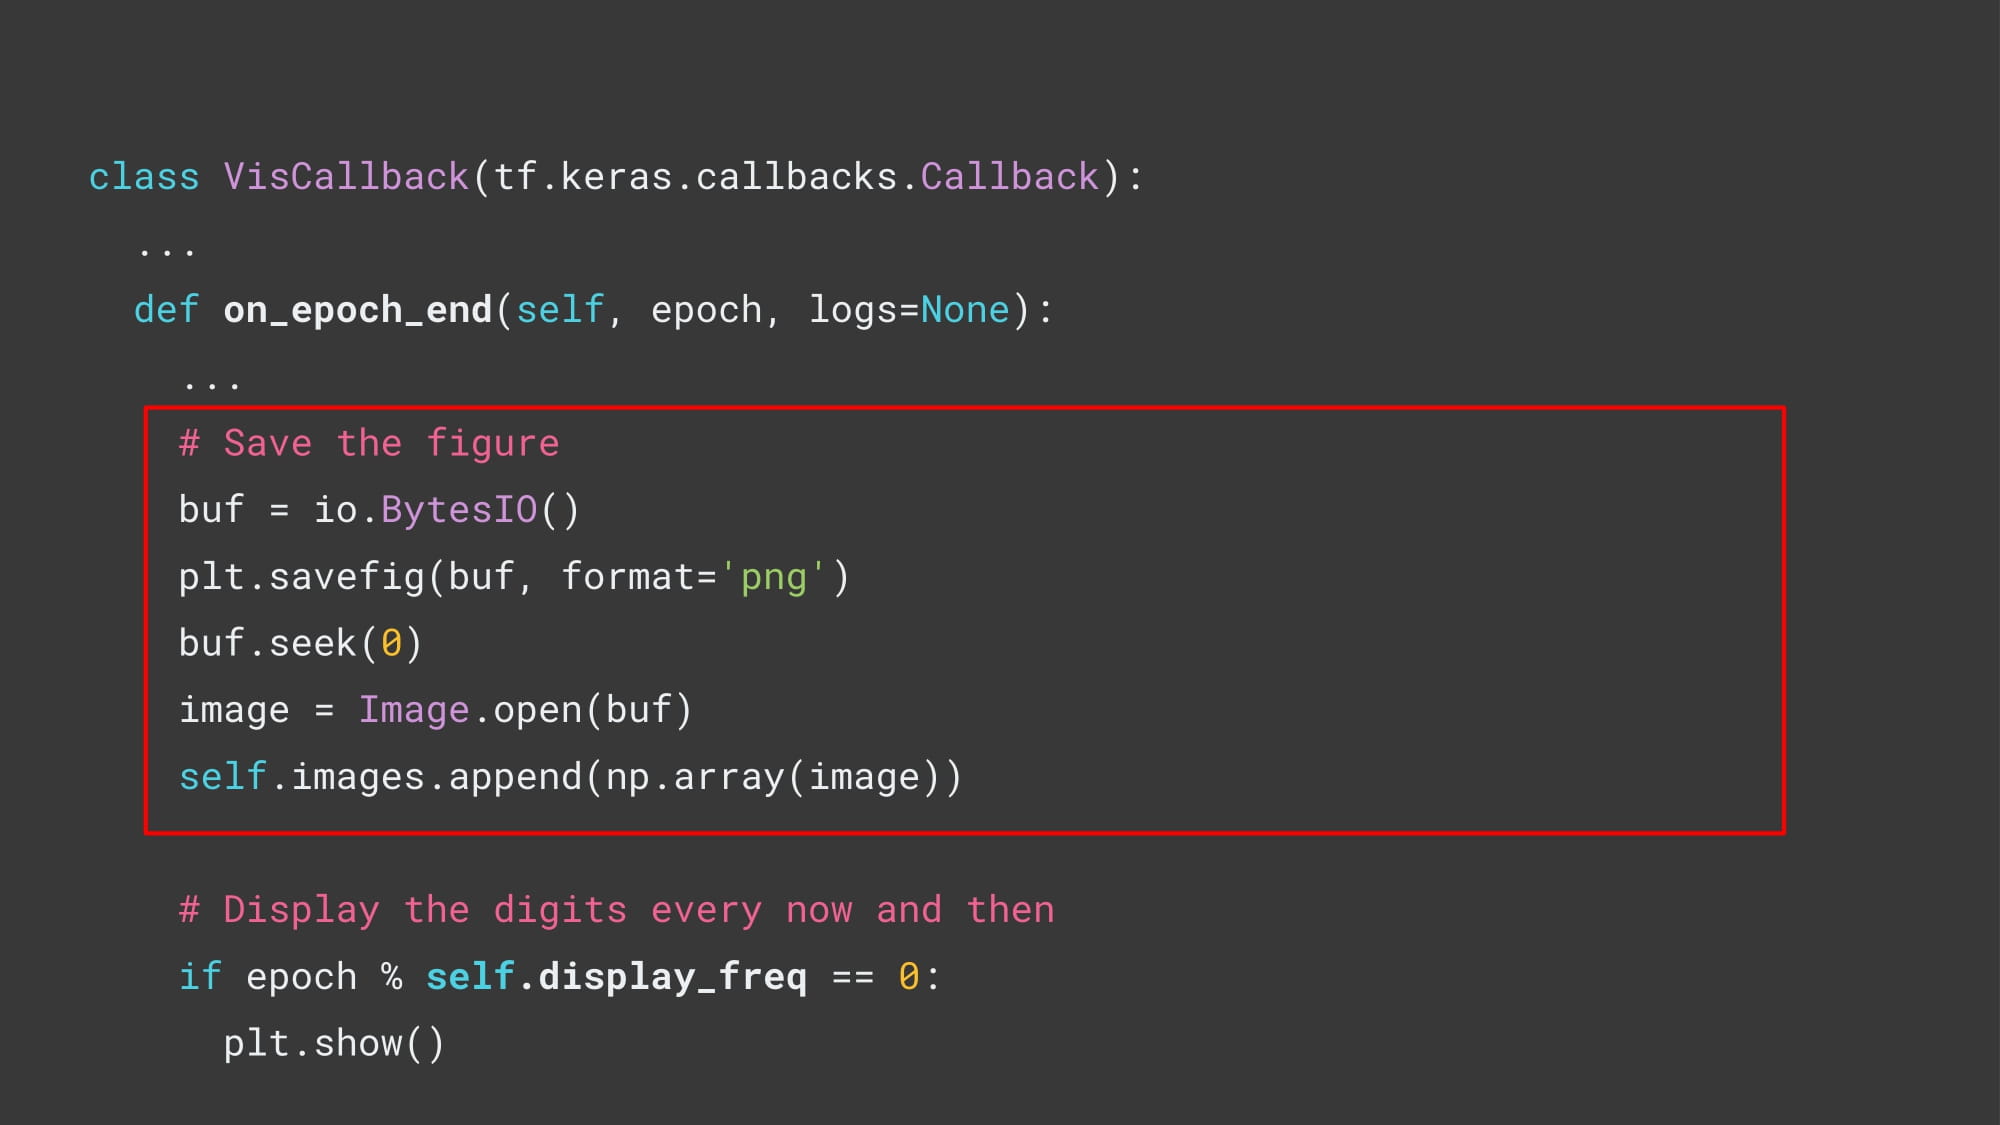 class VisCallback(tf.keras.callbacks.Callback):
  ...
  def on_epoch_end(self, epoch, logs=None):
    ...
    # Save the figure
    buf = io.BytesIO()
    plt.savefig(buf, format='png')
    buf.seek(0)
    image = Image.open(buf)
    self.images.append(np.array(image))
    # Display the digits every now and then
    if epoch % self.display_freq == 0:
      plt.show()